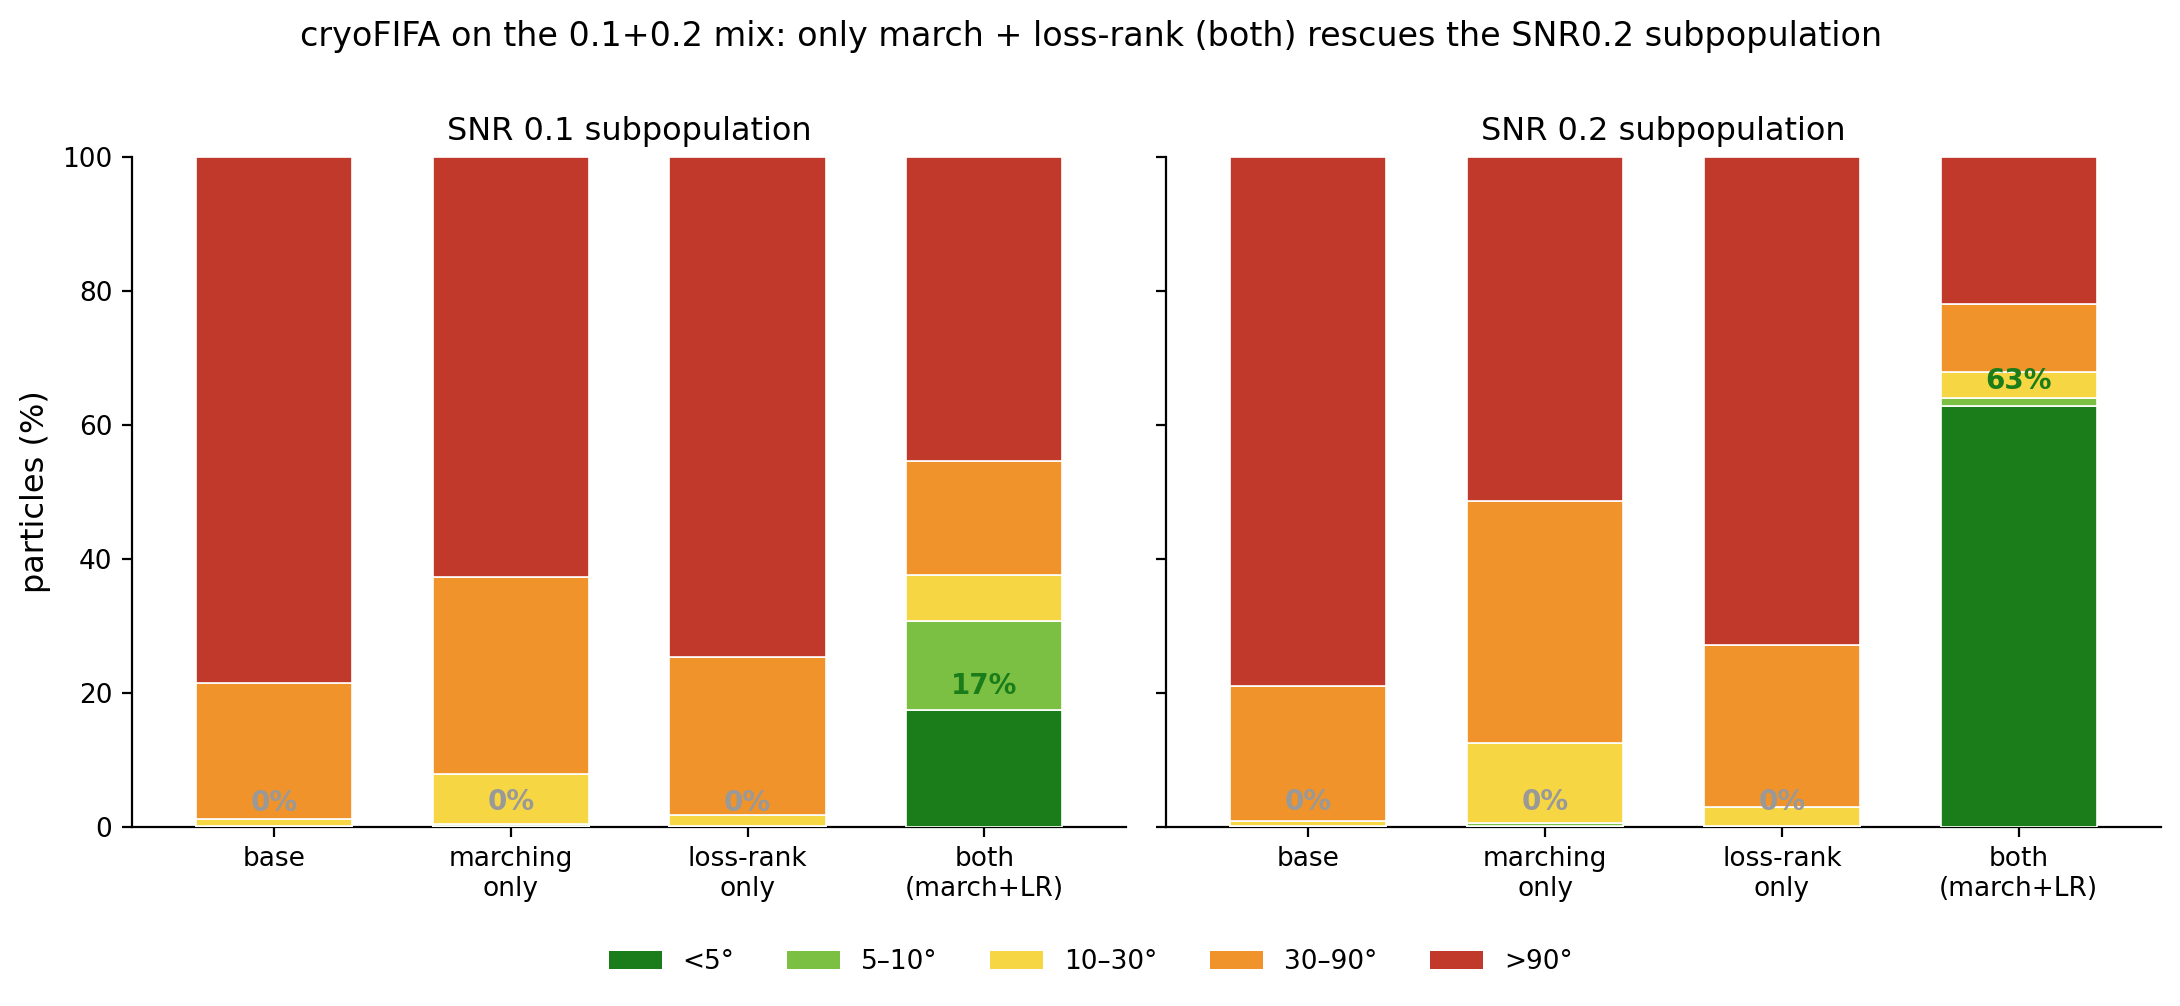 cryoFIFA on the 0.1+0.2 mix: only march + loss-rank (both) rescues the SNR0.2 subpopulation
SNR 0.1 subpopulation
SNR 0.2 subpopulation
particles (%)
100
80
60
40
20
0
0%
0%
0%
17%
0%
0%
0%
63%
base
marching
only
loss-rank
only
both
(march+LR)
base
marching
only
loss-rank
only
both
(march+LR)
<5°
5–10°
10–30°
30–90°
>90°